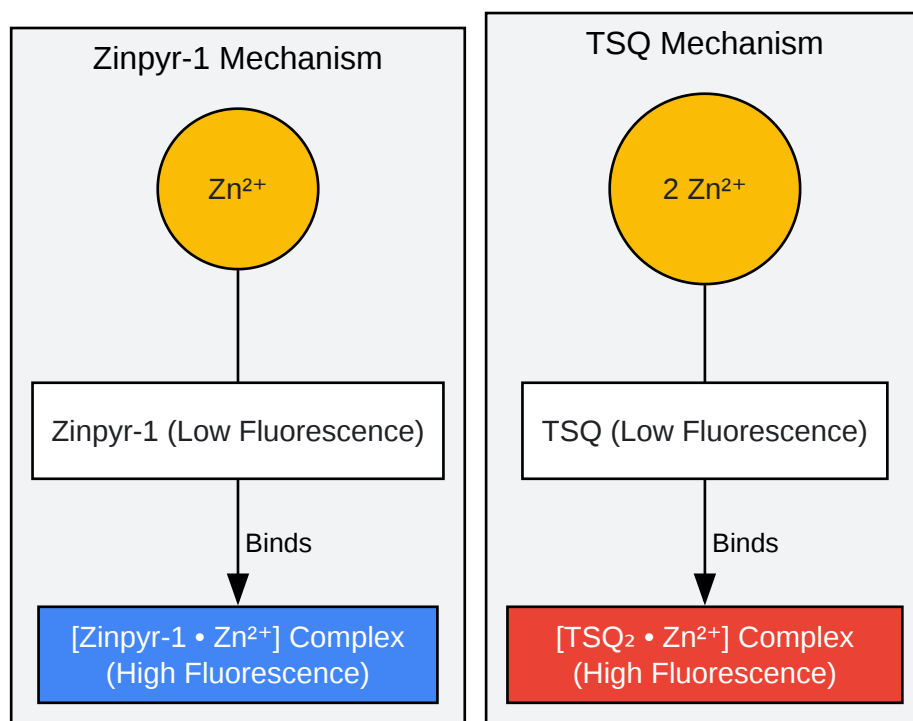 Zinpyr-1 Mechanism
Zn²⁺
Zinpyr-1 (Low Fluorescence)
Binds
[Zinpyr-1 • Zn²⁺] Complex
(High Fluorescence)
TSQ Mechanism
2 Zn²⁺
TSQ (Low Fluorescence)
Binds
[TSQ₂ • Zn²⁺] Complex
(High Fluorescence)